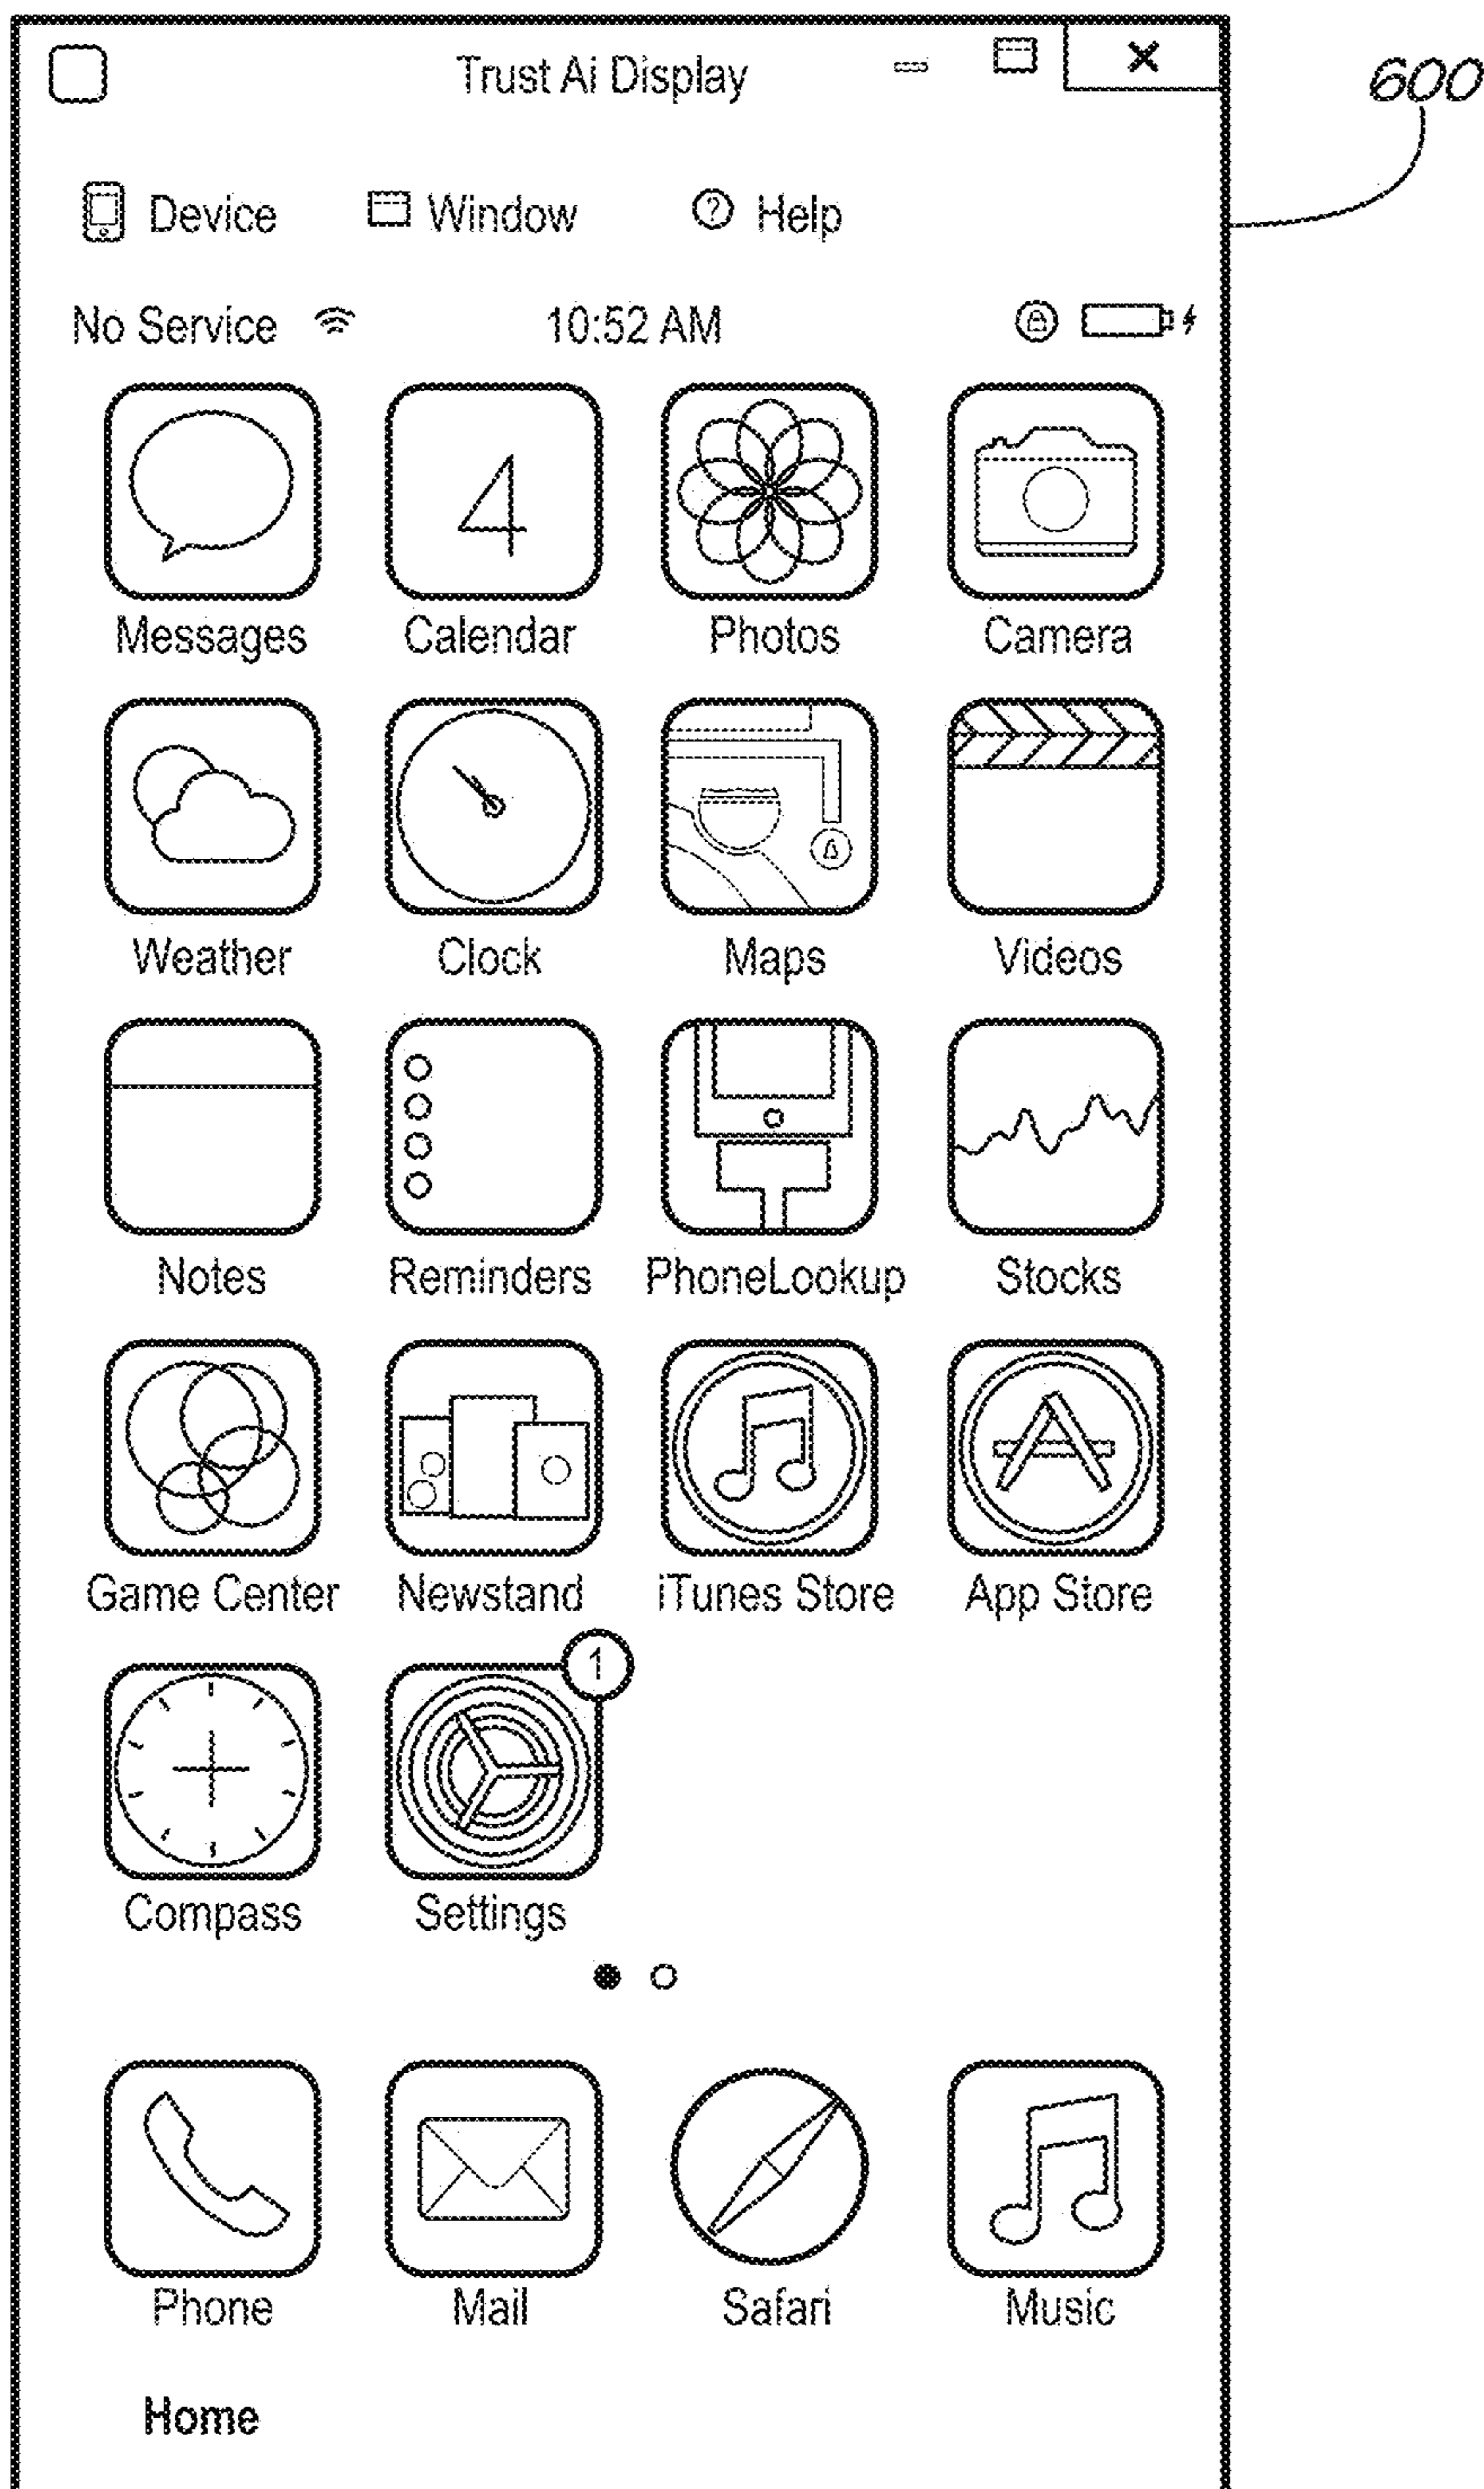 Trust Ai Display
600
Device Window Help
No Service 10:52 AM
4
Messages Calendar Photos Camera
Weather Clock Maps Videos
Notes Reminders PhoneLookup Stocks
Game Center Newstand iTunes Store App Store
1
Compass Settings
Phone Mail Safari Music
Home